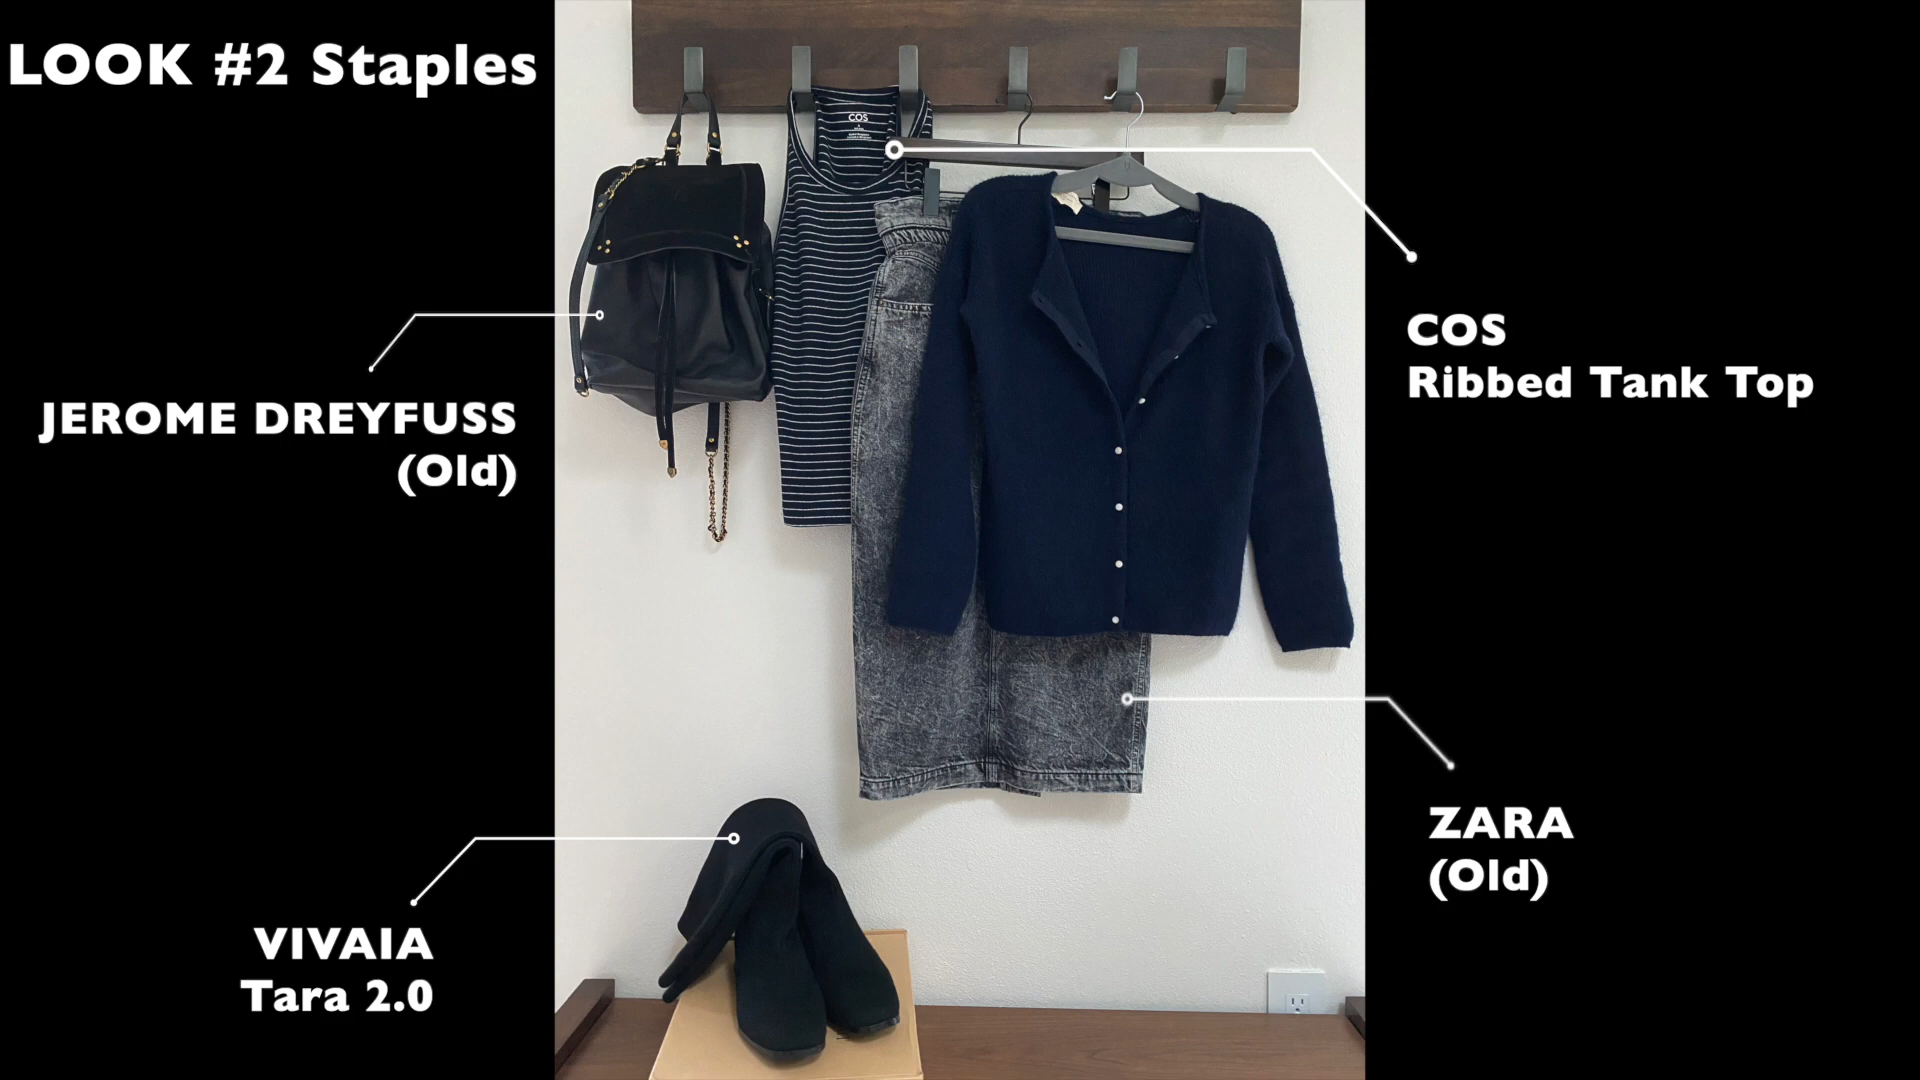 LOOK #2 Staples
COS
JEROME DREYFUSS
(Old)
COS
Ribbed Tank Top
ZARA
(Old)
VIVAIA
Tara 2.0